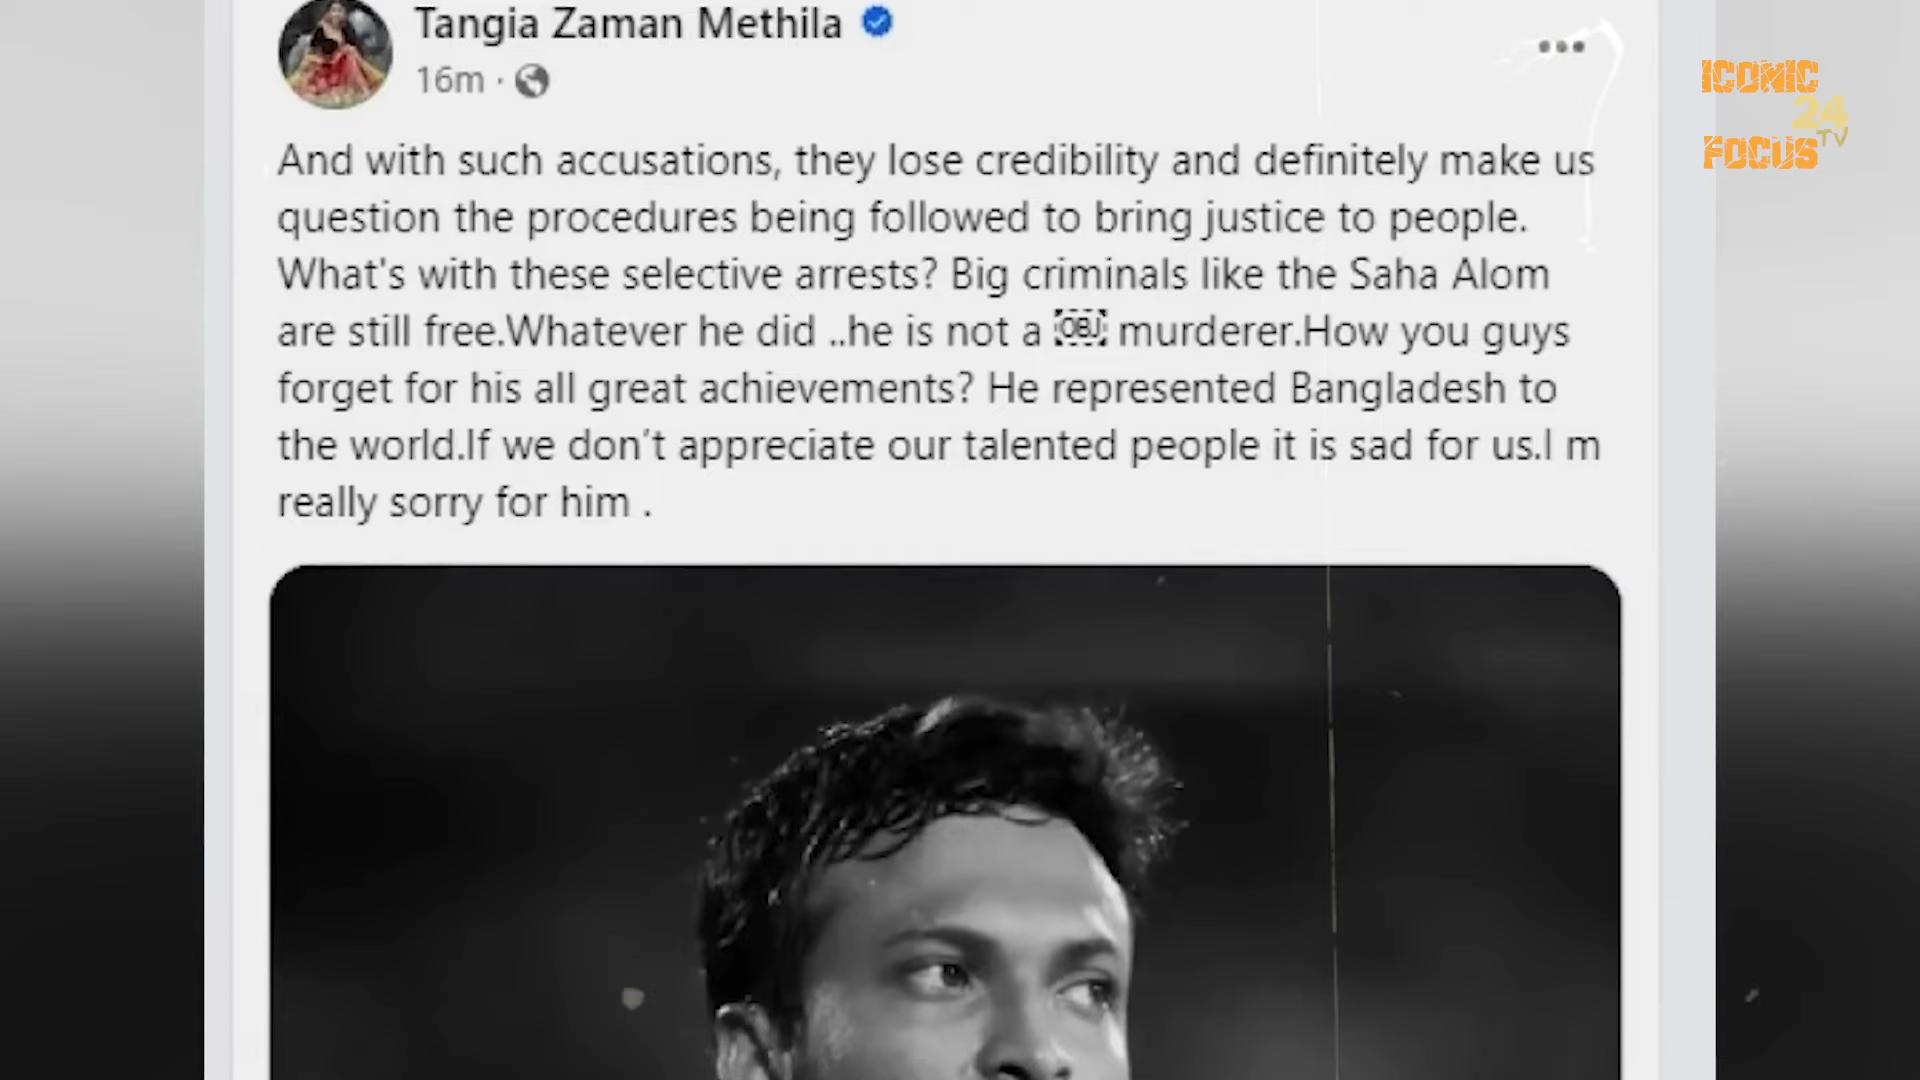 Tangia Zaman Methila
16m ·
ICONIC
24
TV
FOCUS
And with such accusations, they lose credibility and definitely make us
question the procedures being followed to bring justice to people.
What's with these selective arrests? Big criminals like the Saha Alom
are still free.Whatever he did ..he is not a OBJ murderer.How you guys
forget for his all great achievements? He represented Bangladesh to
the world.If we don’t appreciate our talented people it is sad for us.I m
really sorry for him .